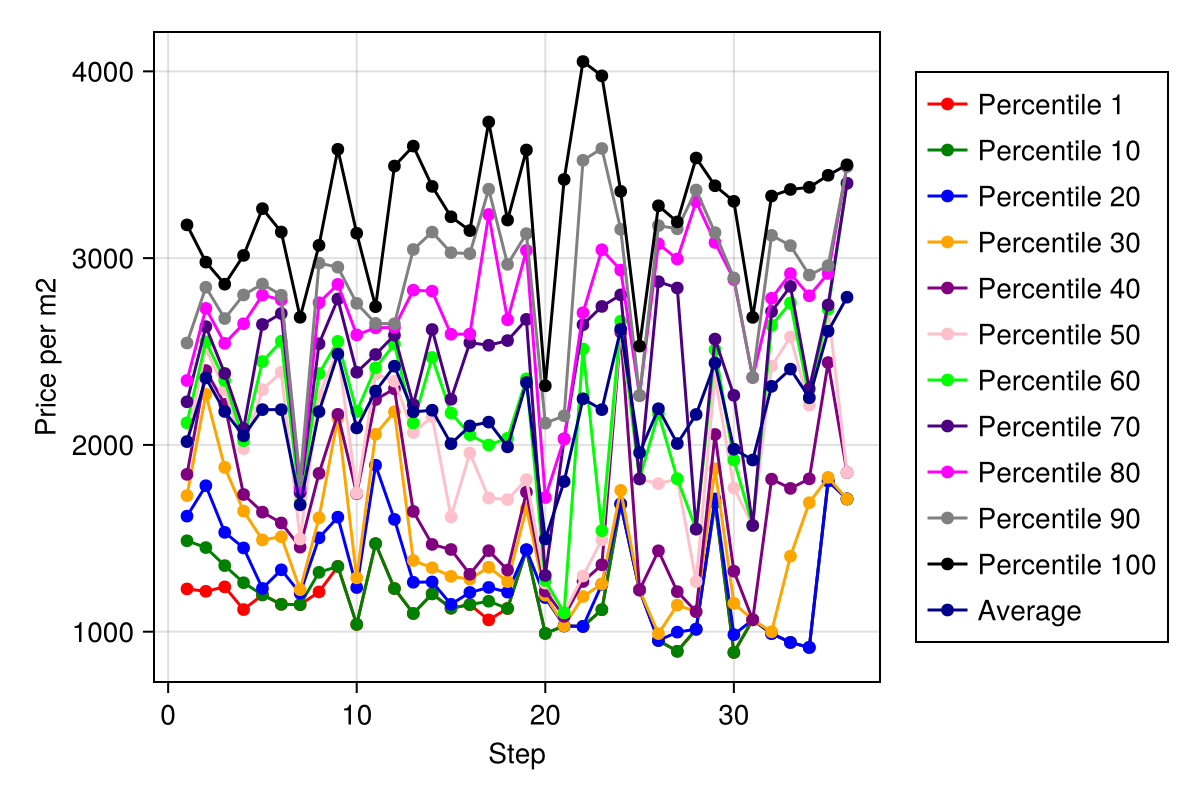 4000
3000
2000
1000
Price per m2
0
10
20
30
Step
Percentile 1
Percentile 10
Percentile 20
Percentile 30
Percentile 40
Percentile 50
Percentile 60
Percentile 70
Percentile 80
Percentile 90
Percentile 100
Average